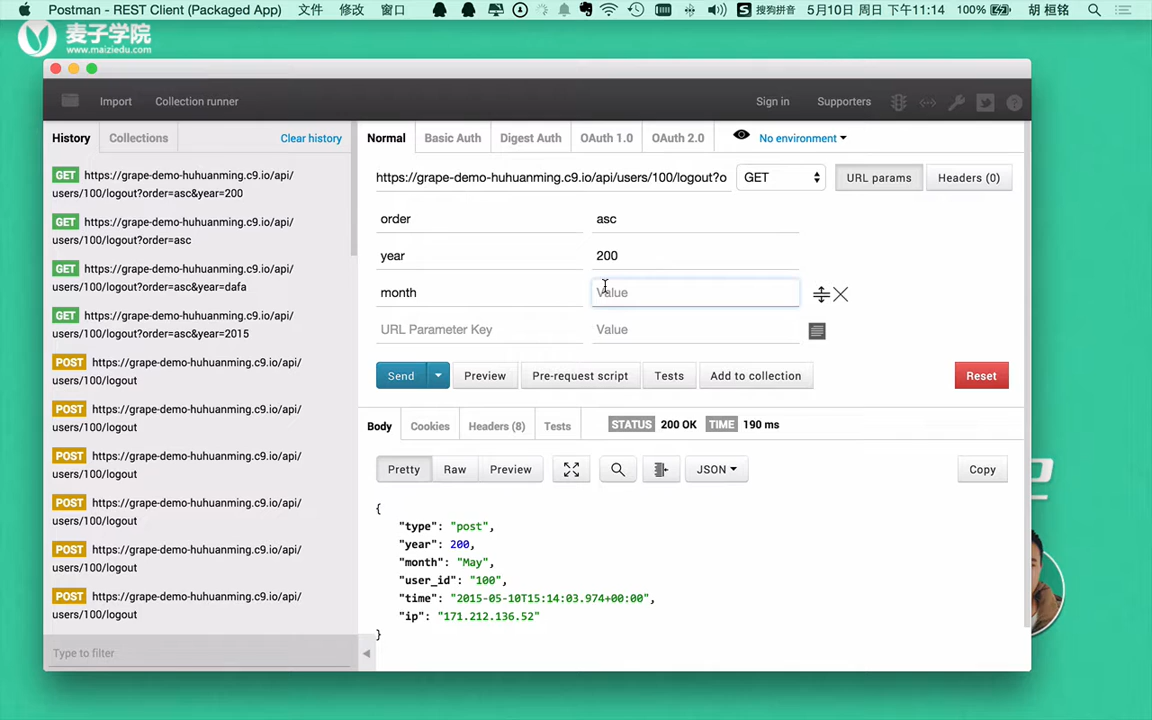 Postman - REST Client (Packaged App) 文件 修改 窗口 搜狗拼音 5月10日 周日 下午11:14 100% 胡 桓铭
麦子学院
www.maiziedu.com
Import Collection runner Sign in Supporters
History Collections Clear history
Normal Basic Auth Digest Auth OAuth 1.0 OAuth 2.0 No environment
https://grape-demo-huhuanming.c9.io/api/users/100/logout?o GET URL params Headers (0)
order asc
year 200
month Value
URL Parameter Key Value
Send Preview Pre-request script Tests Add to collection Reset
GET https://grape-demo-huhuanming.c9.io/api/
users/100/logout?order=asc&year=200
GET https://grape-demo-huhuanming.c9.io/api/
users/100/logout?order=asc
GET https://grape-demo-huhuanming.c9.io/api/
users/100/logout?order=dafa
GET https://grape-demo-huhuanming.c9.io/api/
users/100/logout?order=asc&year=2015
POST https://grape-demo-huhuanming.c9.io/api/
users/100/logout
POST https://grape-demo-huhuanming.c9.io/api/
users/100/logout
POST https://grape-demo-huhuanming.c9.io/api/
users/100/logout
POST https://grape-demo-huhuanming.c9.io/api/
users/100/logout
POST https://grape-demo-huhuanming.c9.io/api/
users/100/logout
POST https://grape-demo-huhuanming.c9.io/api/
users/100/logout
Type to filter
Body Cookies Headers (8) Tests STATUS 200 OK TIME 190 ms
Pretty Raw Preview JSON Copy
{
"type": "post",
"year": 200,
"month": "May",
"user_id": "100",
"time": "2015-05-10T15:14:03.974+00:00",
"ip": "171.212.136.52"
}